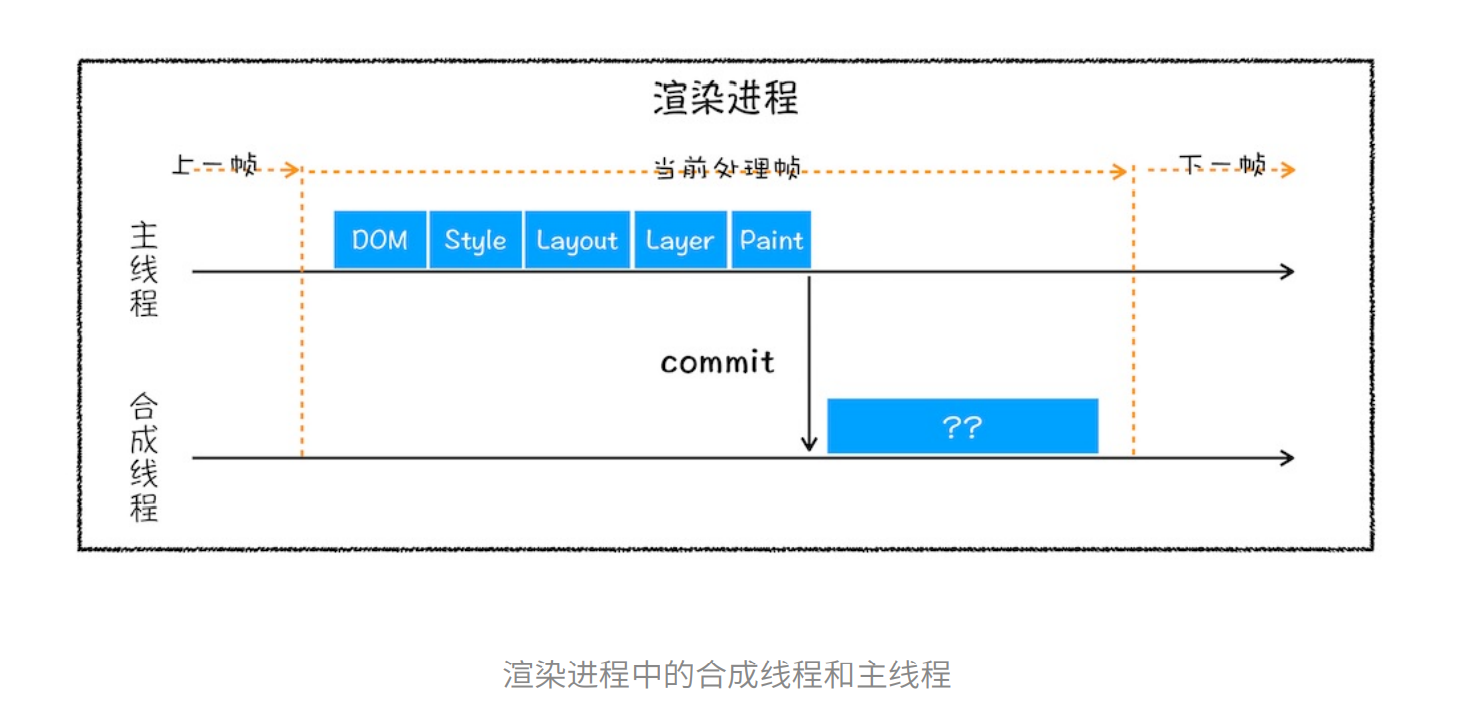 渲染进程
上一帧
当前处理帧
下一帧
主线程
DOM
Style
Layout
Layer
Paint
commit
合成线程
??
渲染进程中的合成线程和主线程